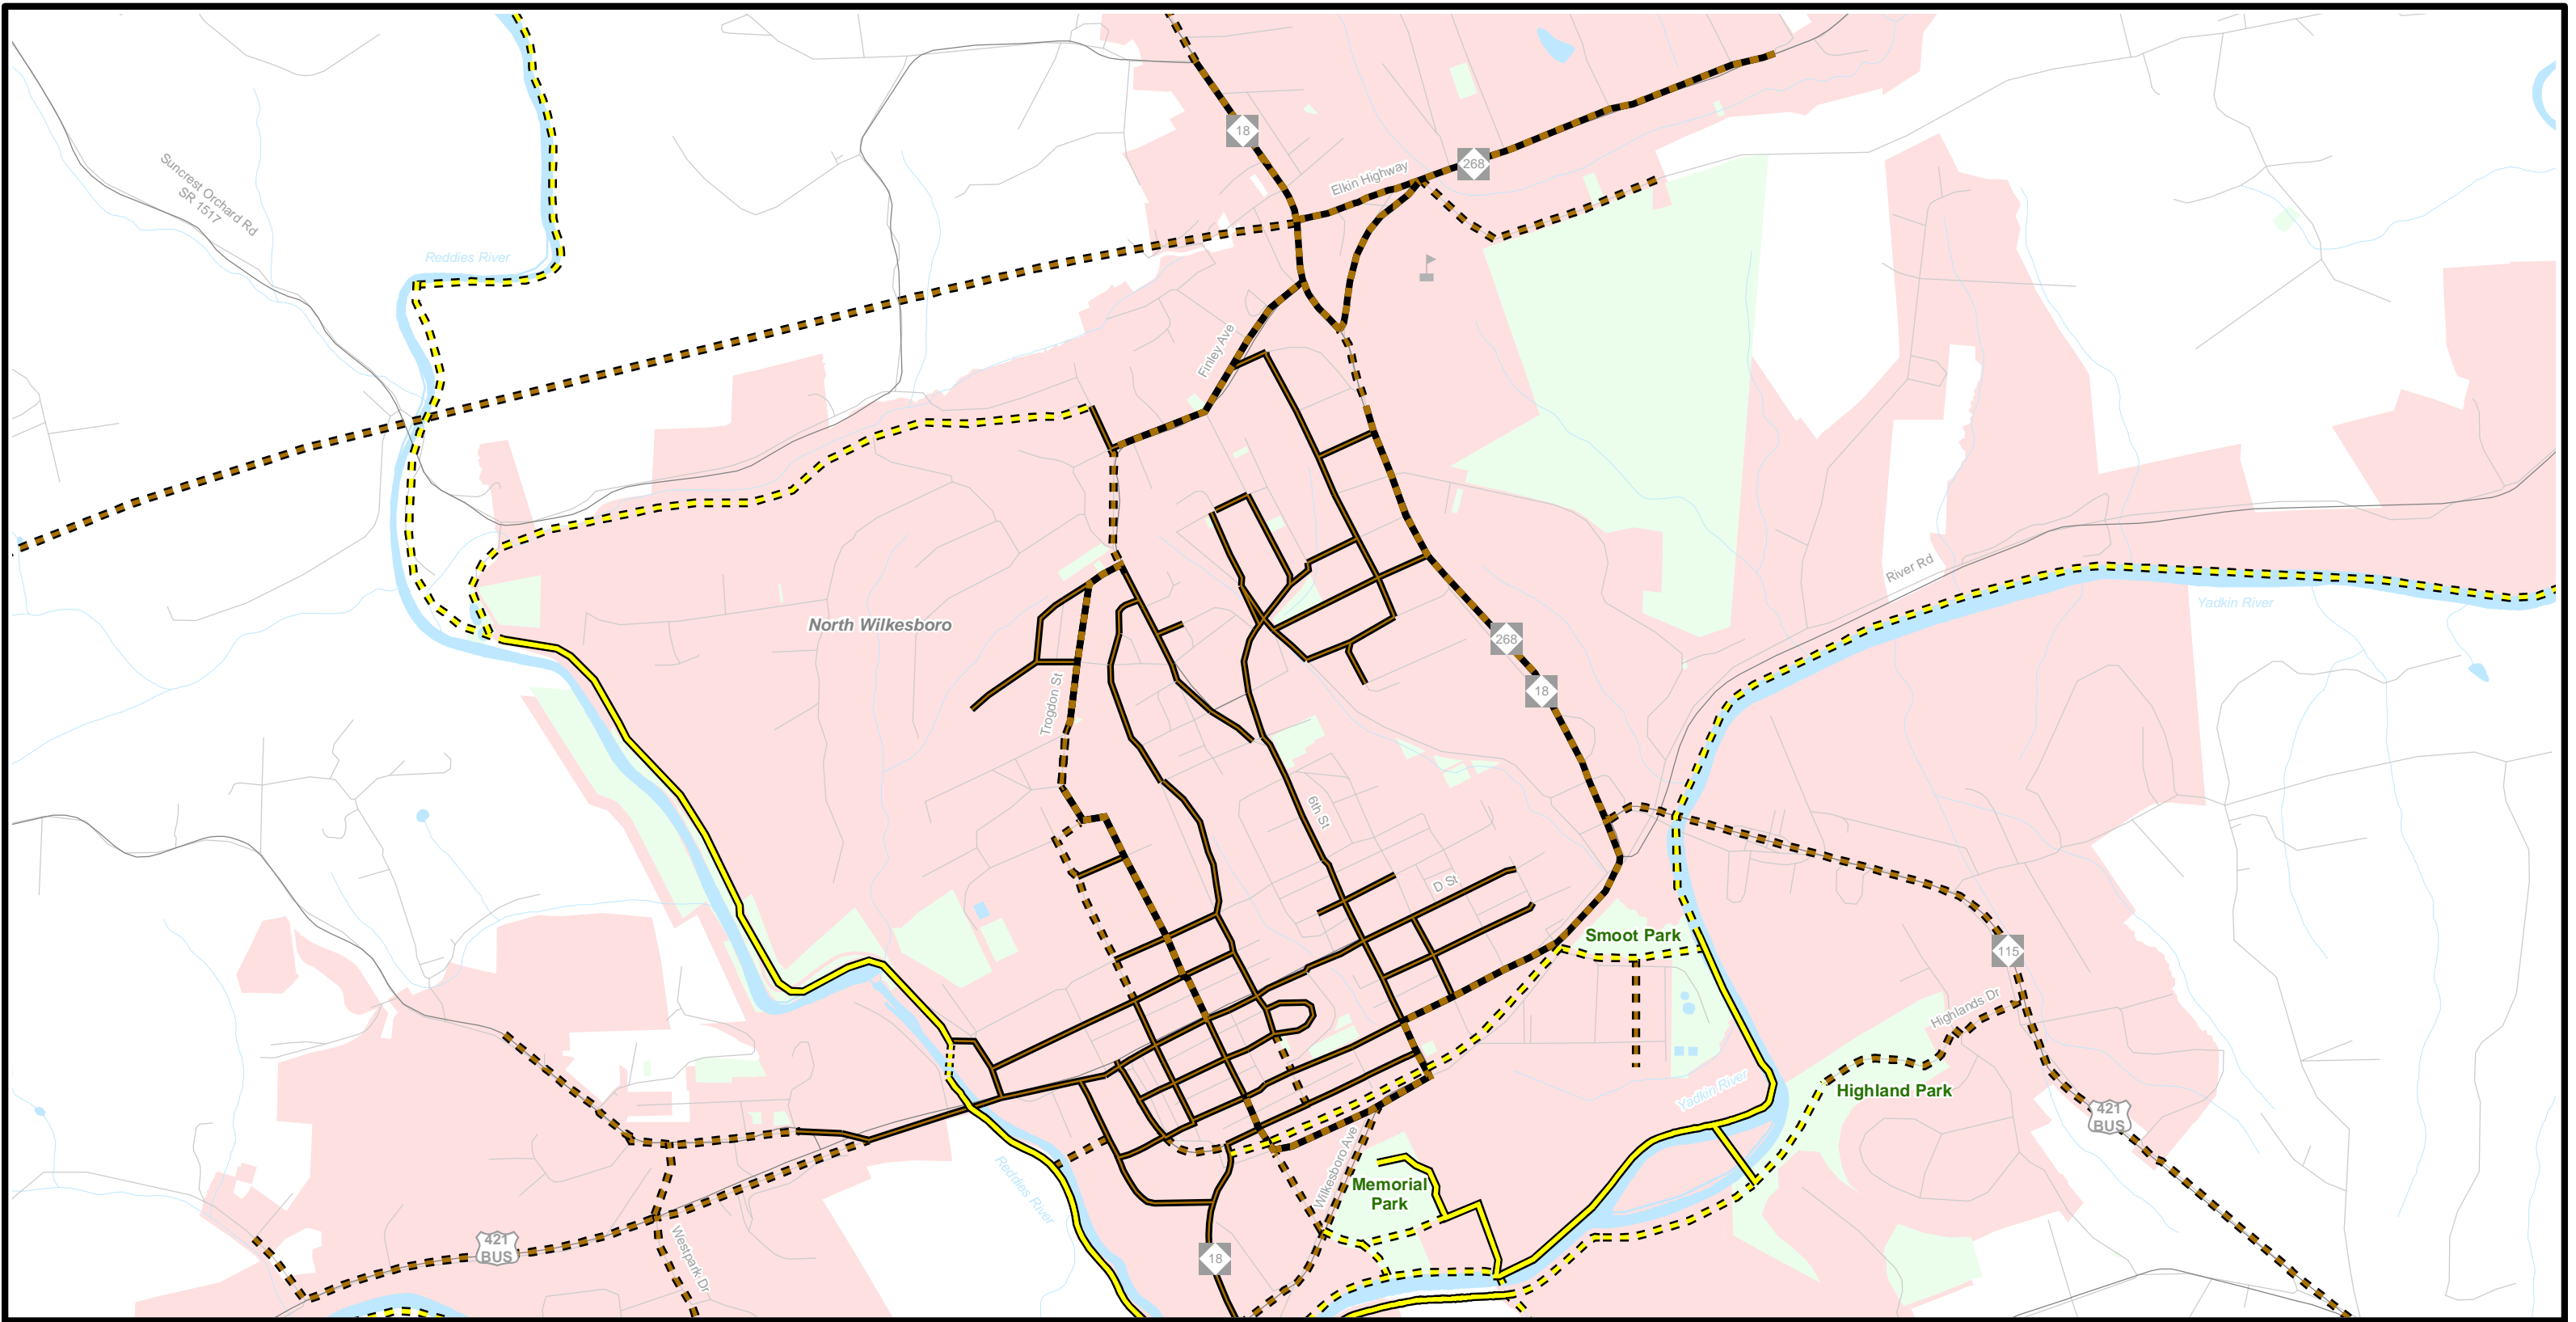 18
268
Elkin Highway
Suncrest Orchard Rd
SR 1517
Reddies River
Finley Ave
River Rd
Yadkin River
North Wilkesboro
268
18
Trogdon St
6th St
D St
Smoot Park
115
Highlands Dr
Yadkin River
Highland Park
421
BUS
Wilkesboro Ave
Memorial
Park
Reddies River
421
BUS
Westpark Dr
18